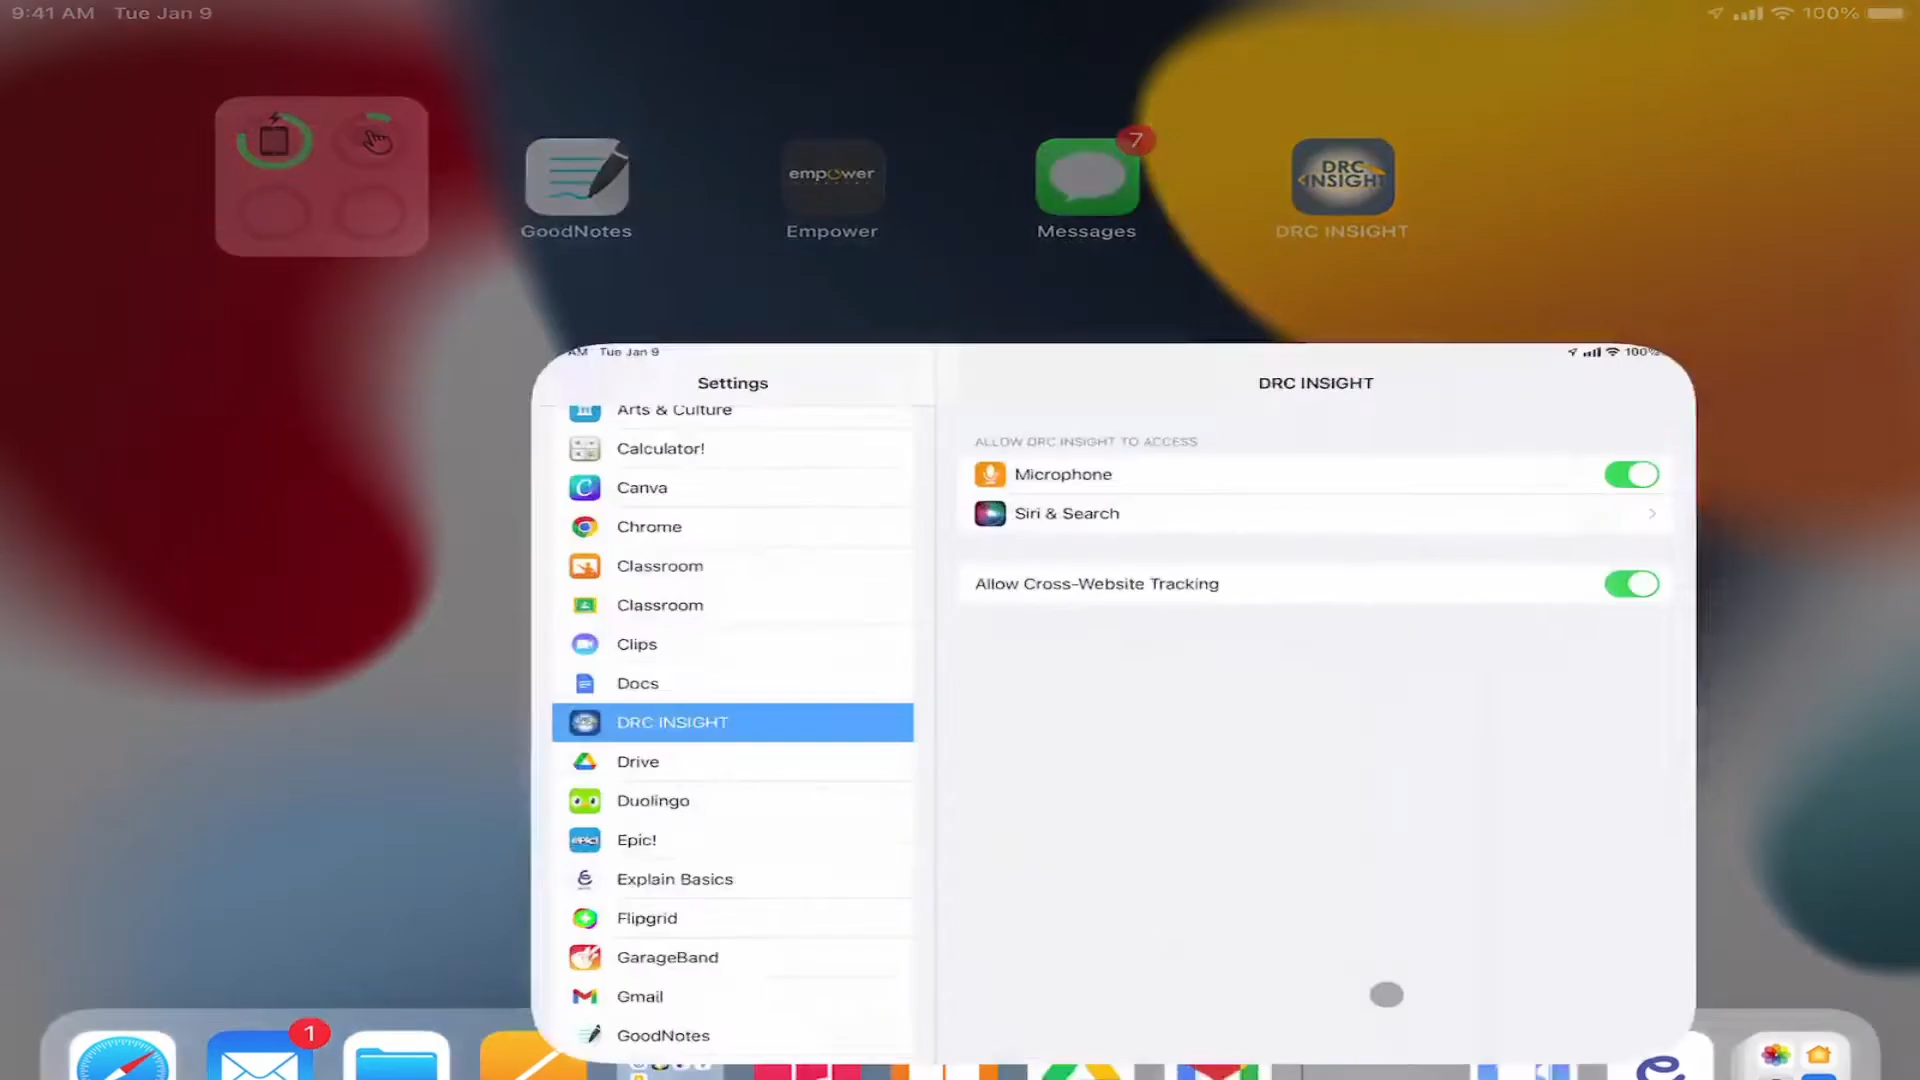 9:41 AM Tue Jan 9
100%
empower
7
DRC
INSIGHT
GoodNotes
Empower
Messages
DRC INSIGHT
AM Tue Jan 9
100%
Settings
DRC INSIGHT
Arts & Culture
Calculator!
Canva
Chrome
Classroom
Classroom
Clips
Docs
DRC INSIGHT
Drive
Duolingo
Epic!
Explain Basics
Flipgrid
GarageBand
Gmail
GoodNotes
ALLOW DRC INSIGHT TO ACCESS
Microphone
Siri & Search
Allow Cross-Website Tracking
1